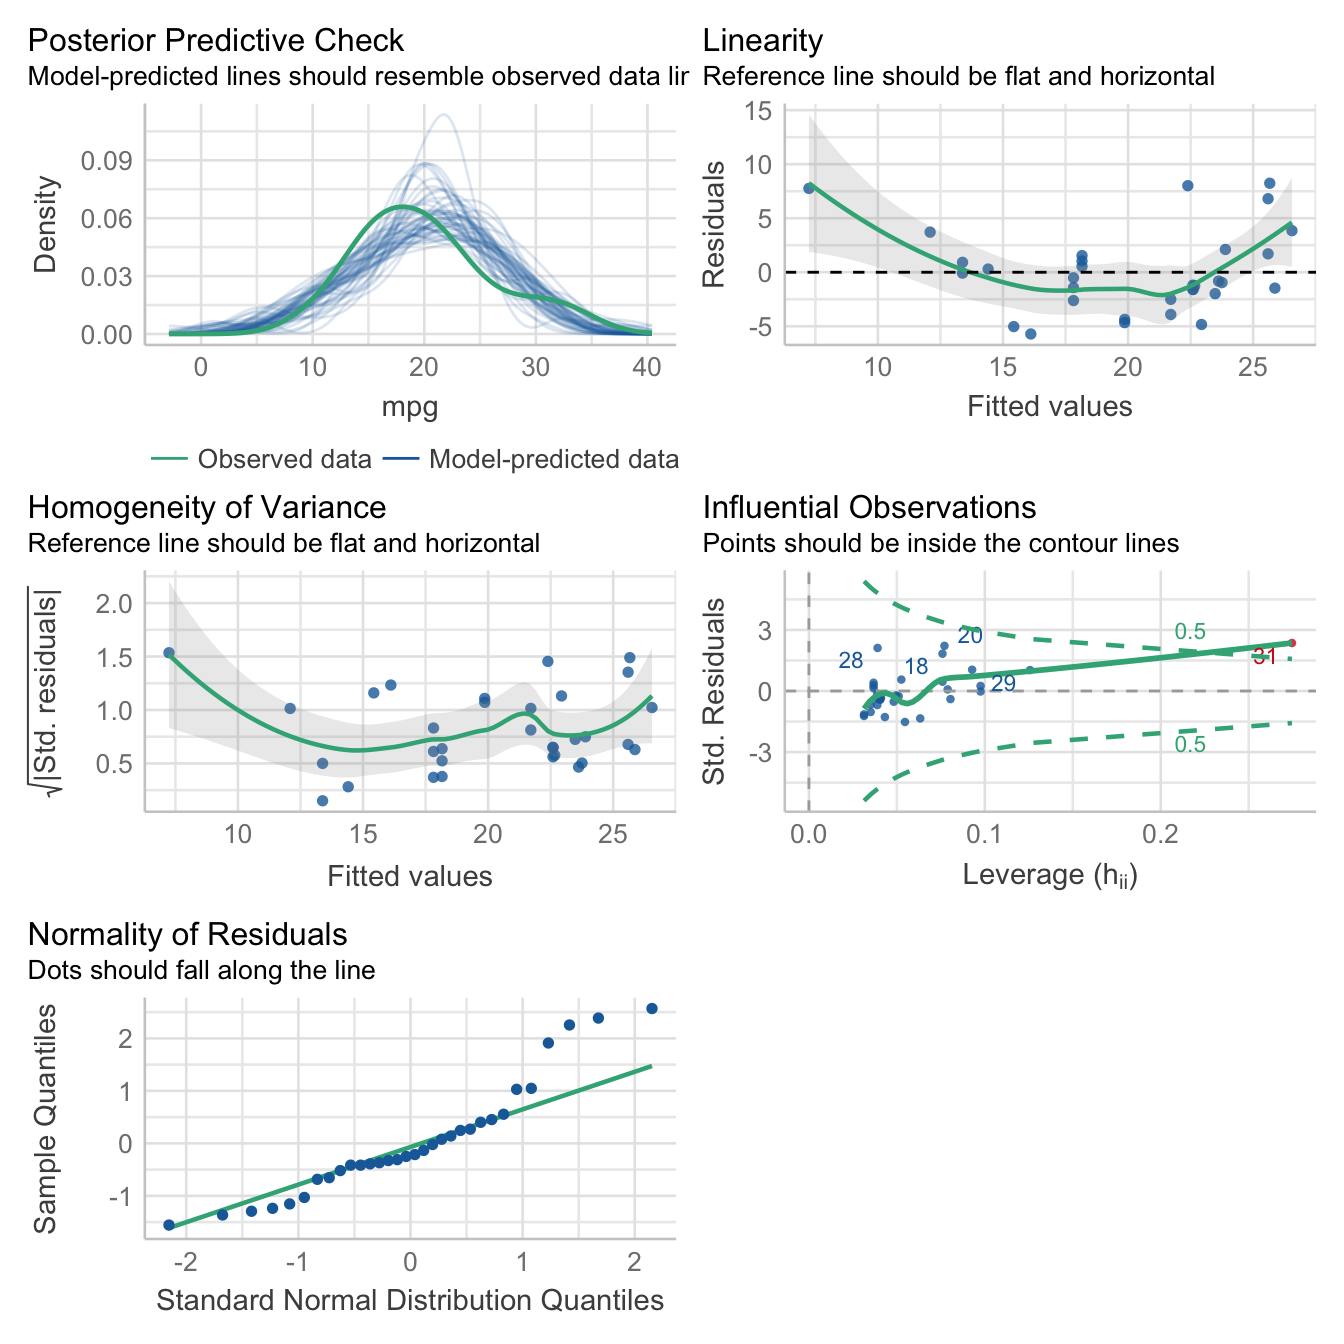 Posterior Predictive Check
Model-predicted lines should resemble observed data lir
Density
0.09
0.06
0.03
0.00
0
10
20
30
40
mpg
Observed data
Model-predicted data
Linearity
Reference line should be flat and horizontal
Residuals
15
10
5
0
-5
10
15
20
25
Fitted values
Homogeneity of Variance
Reference line should be flat and horizontal
√|Std. residuals|
2.0
1.5
1.0
0.5
10
15
20
25
Fitted values
Influential Observations
Points should be inside the contour lines
Std. Residuals
3
0
-3
20
28
18
29
31
0.5
0.5
0.0
0.1
0.2
Leverage (hᵢᵢ)
Normality of Residuals
Dots should fall along the line
Sample Quantiles
2
1
0
-1
-2
-1
0
1
2
Standard Normal Distribution Quantiles